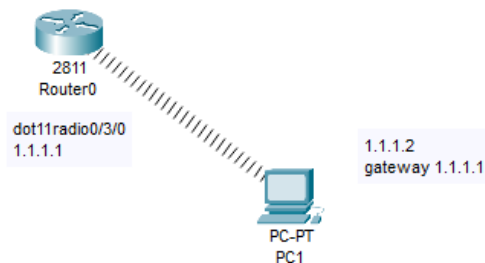 2811
Router0
dot11radio0/3/0
1.1.1.1
1.1.1.2
gateway 1.1.1.1
PC-PT
PC1